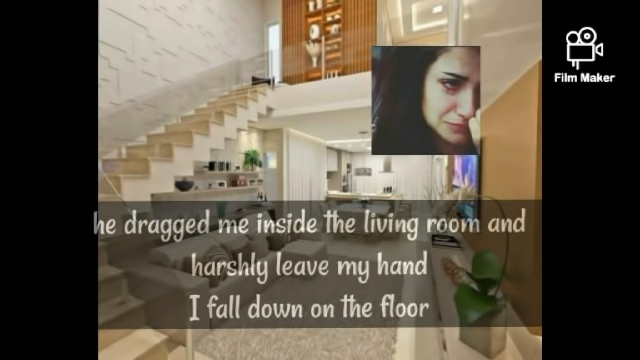 Film Maker
he dragged me inside the living room and
harshly leave my hand
I fall down on the floor